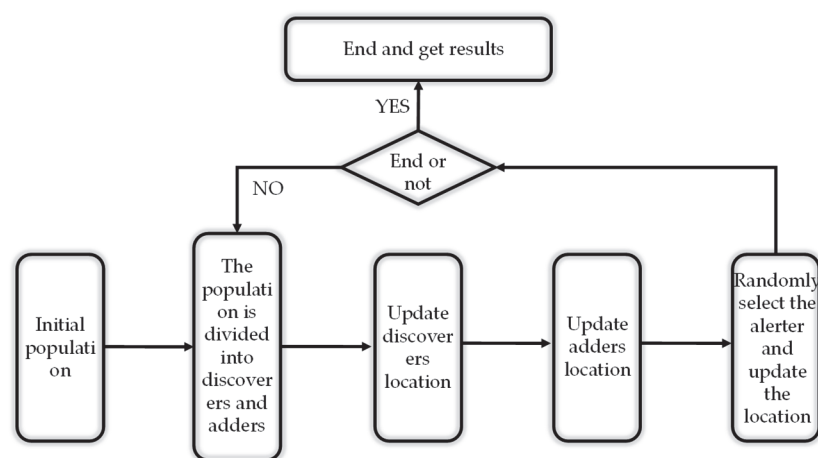 End and get results
YES
End or
not
NO
Initial
populati
on
The
populati
on is
divided
into
discover
ers and
adders
Update
discover
ers
location
Update
adders
location
Randomly
select the
alerter
and
update
the
location